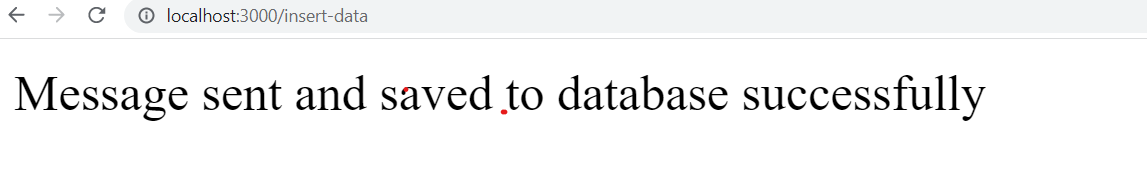 localhost:3000/insert-data
Message sent and saved to database successfully